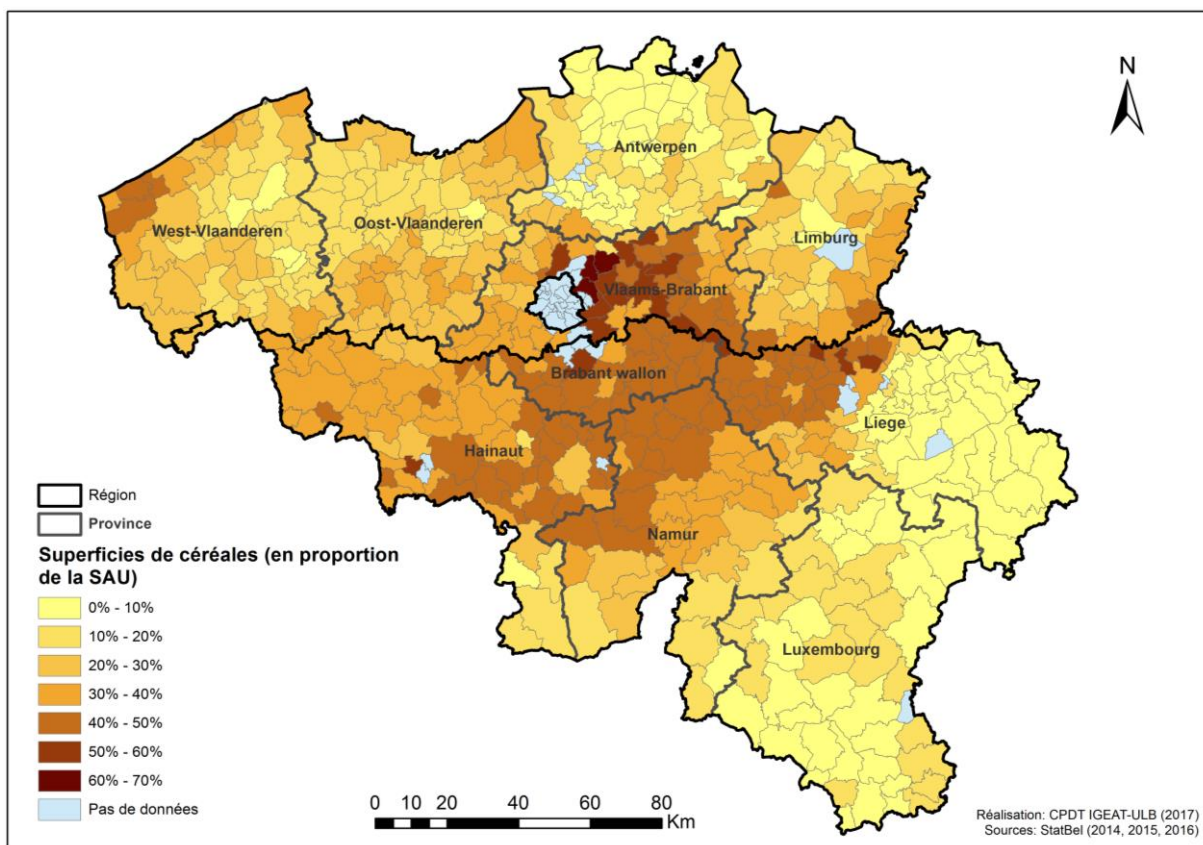 N
Antwerpen
West-Vlaanderen
Oost-Vlaanderen
Limburg
Vlaams-Brabant
Brabant wallon
Liege
Hainaut
Namur
Luxembourg
Région
Province
Superficies de céréales (en proportion
de la SAU)
0% - 10%
10% - 20%
20% - 30%
30% - 40%
40% - 50%
50% - 60%
60% - 70%
Pas de données
0 5 10 20 40 60 80
Km
Réalisation: CPDT IGEAT-ULB (2017)
Sources: StatBel (2014, 2015, 2016)